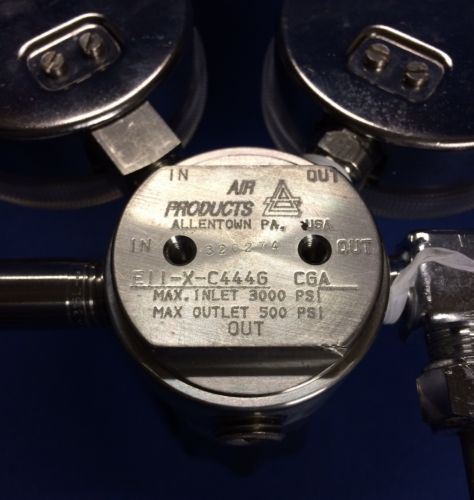 IN OUT
AIR
PRODUCTS
ALLENTOWN PA, USA
IN 320274 OUT
E11-X-C444G CGA
MAX. INLET 3000 PSI
MAX OUTLET 500 PSI
OUT